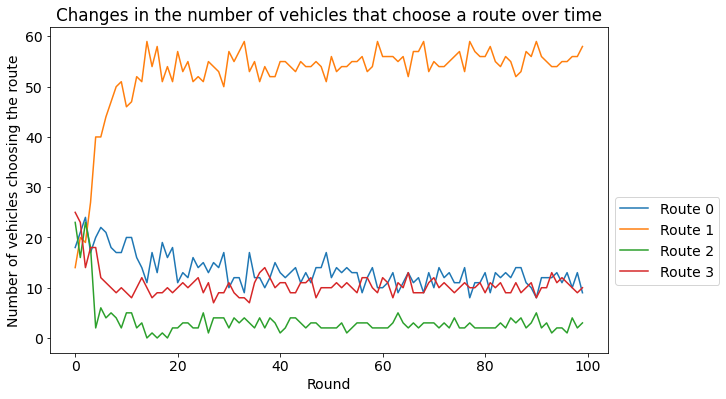 Changes in the number of vehicles that choose a route over time
Number of vehicles choosing the route
60
50
40
30
20
10
0
0 20 40 60 80 100
Round
Route 0
Route 1
Route 2
Route 3